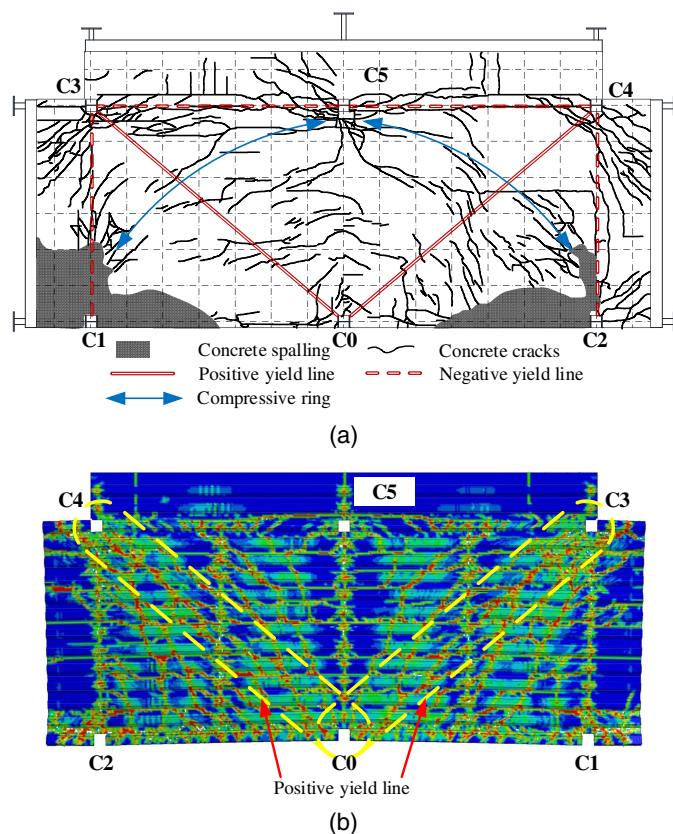 C3 C5 C4
C1 C0 C2
Concrete spalling Concrete cracks
Positive yield line Negative yield line
Compressive ring
(a)
C4 C5 C3
C2 C0 C1
Positive yield line
(b)